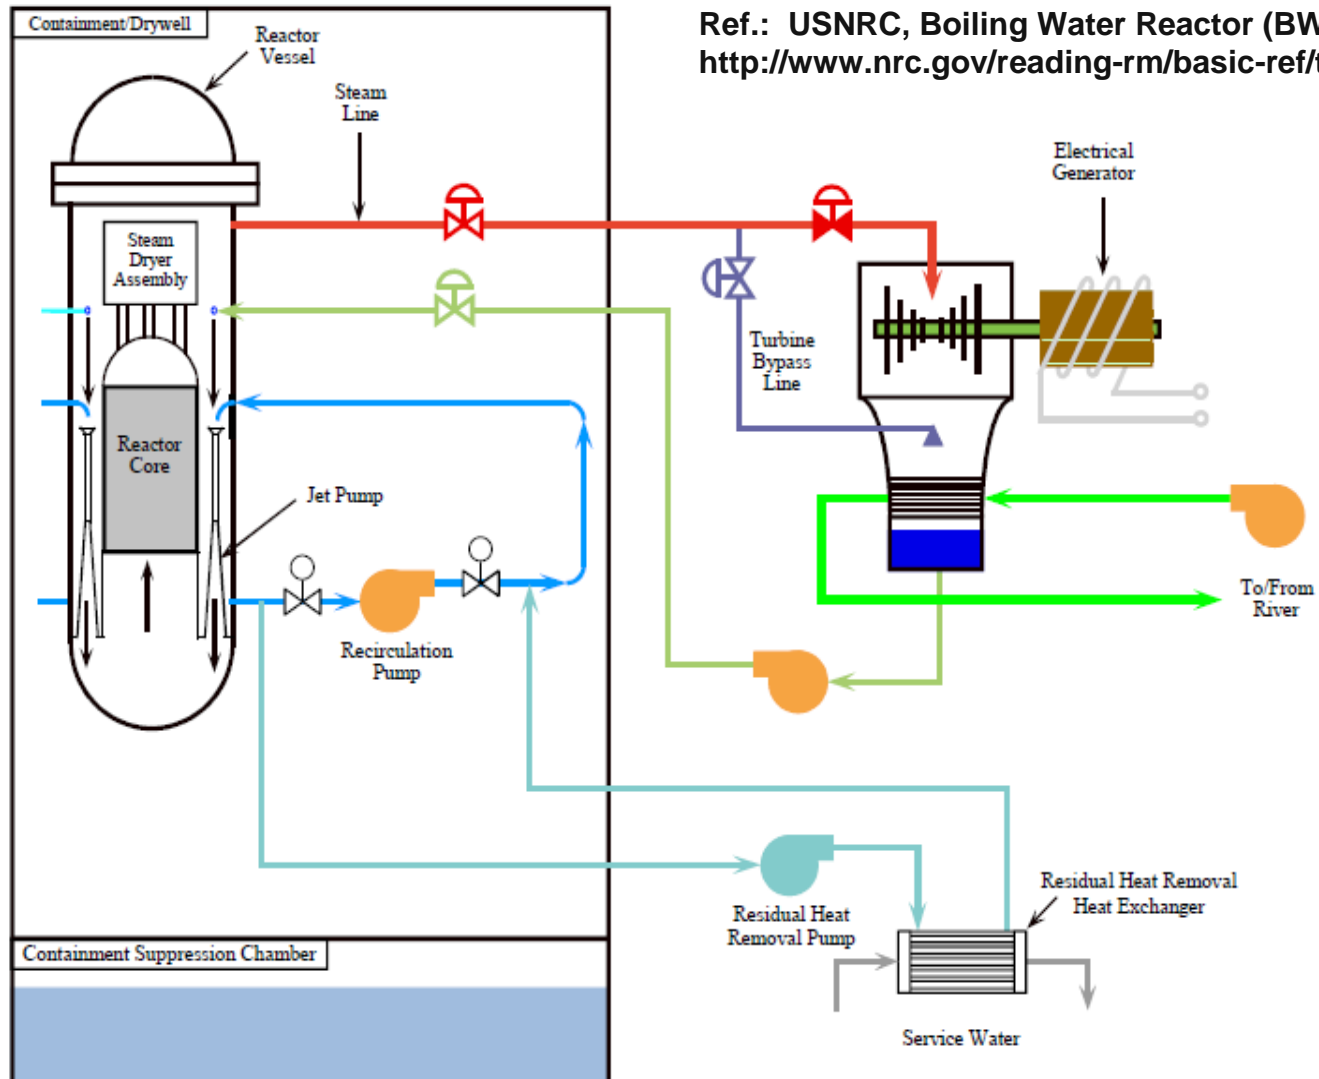 Ref.: USNRC, Boiling Water Reactor (BW
http://www.nrc.gov/reading-rm/basic-ref/t
Containment/Drywell
Reactor
Vessel
Steam
Line
Electrical
Generator
Steam
Dryer
Assembly
Turbine
Bypass
Line
Reactor
Core
Jet Pump
To/From
River
Recirculation
Pump
Residual Heat
Removal Pump
Residual Heat Removal
Heat Exchanger
Containment Suppression Chamber
Service Water